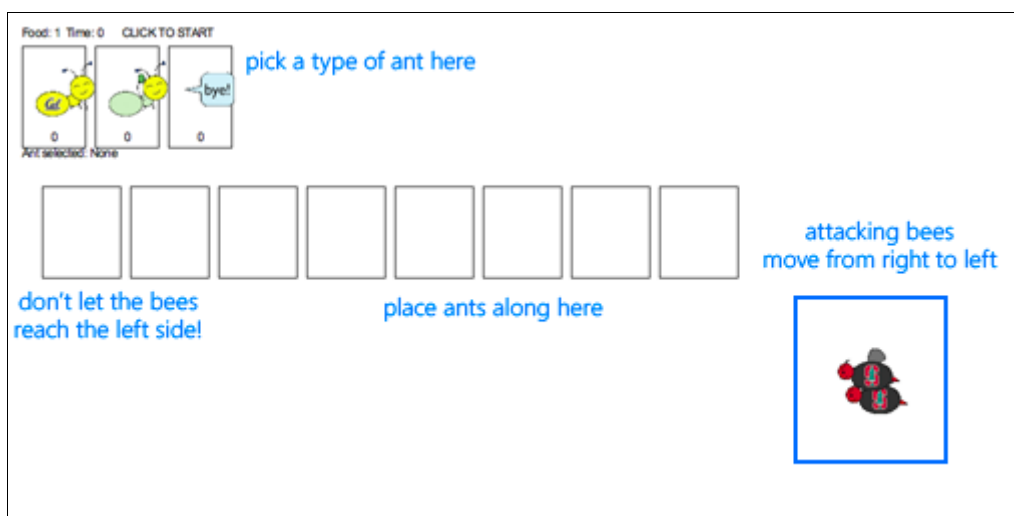 Food: 1 Time: 0 CLICK TO START
pick a type of ant here
Cal
bye!
0 0 0
Ant selected: None
attacking bees
move from right to left
don't let the bees
reach the left side!
place ants along here
S
S